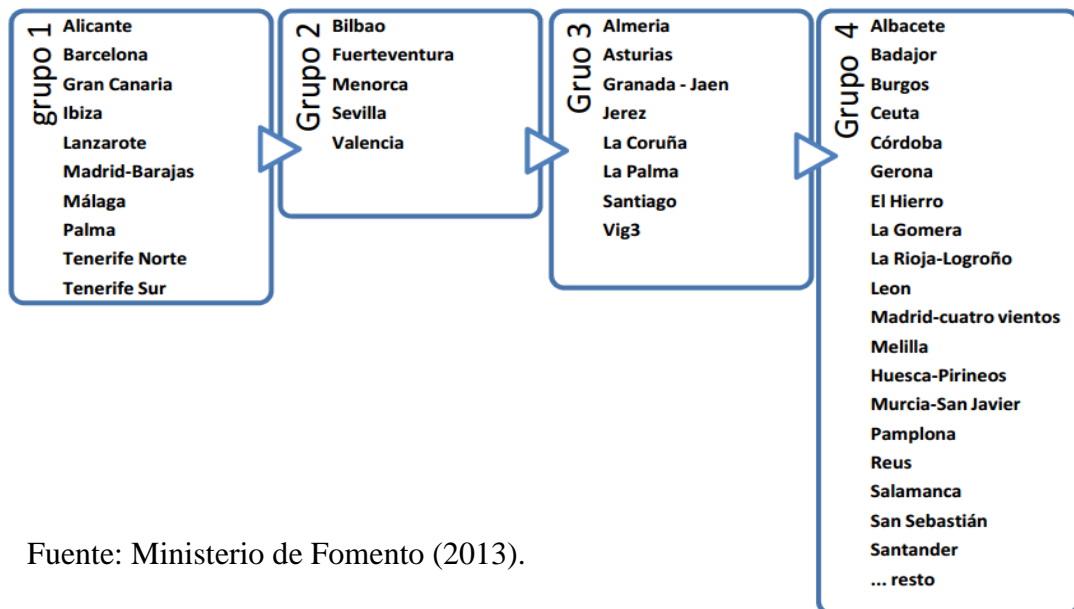 grupo 1
Alicante
Barcelona
Gran Canaria
Ibiza
Lanzarote
Madrid-Barajas
Málaga
Palma
Tenerife Norte
Tenerife Sur
Grupo 2
Bilbao
Fuerteventura
Menorca
Sevilla
Valencia
Gruo 3
Almeria
Asturias
Granada - Jaen
Jerez
La Coruña
La Palma
Santiago
Vig3
Grupo 4
Albacete
Badajor
Burgos
Ceuta
Córdoba
Gerona
El Hierro
La Gomera
La Rioja-Logroño
Leon
Madrid-cuatro vientos
Melilla
Huesca-Pirineos
Murcia-San Javier
Pamplona
Reus
Salamanca
San Sebastián
Santander
... resto
Fuente: Ministerio de Fomento (2013).